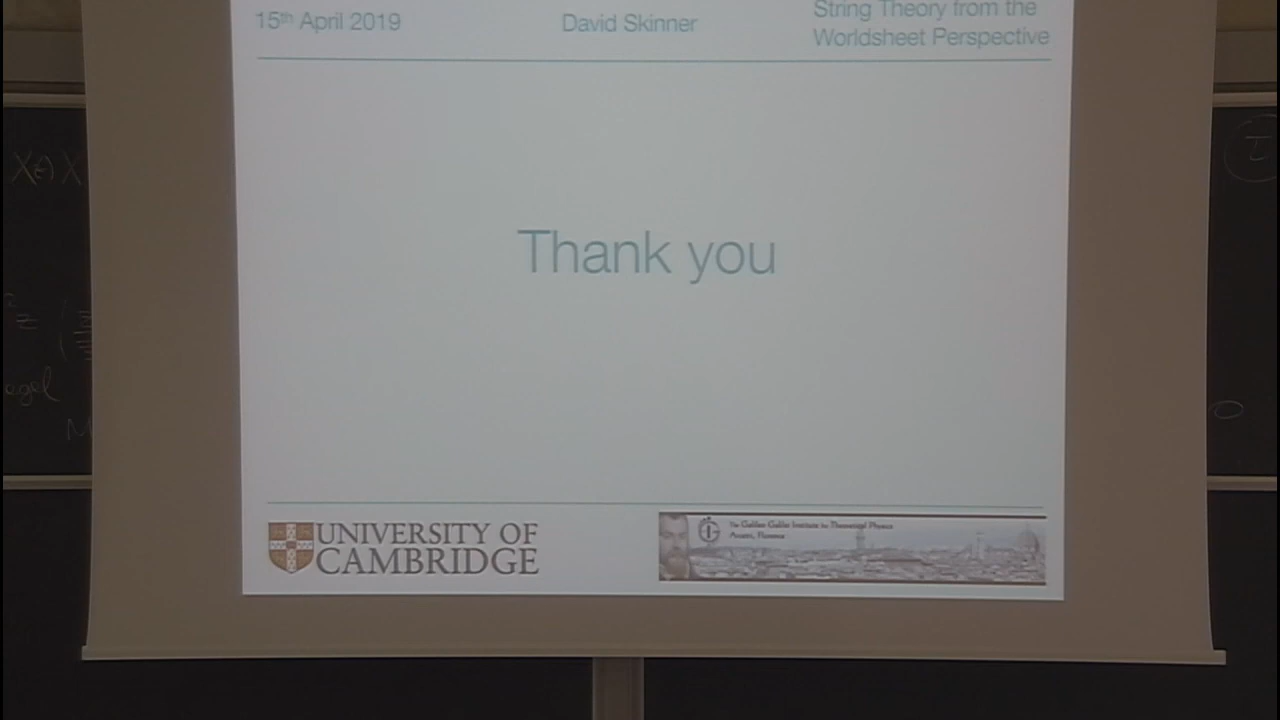 15th April 2019
David Skinner
String Theory from the
Worldsheet Perspective
Thank you
UNIVERSITY OF
CAMBRIDGE
The Galileo Galilei Institute for Theoretical Physics
Arcetri, Florence